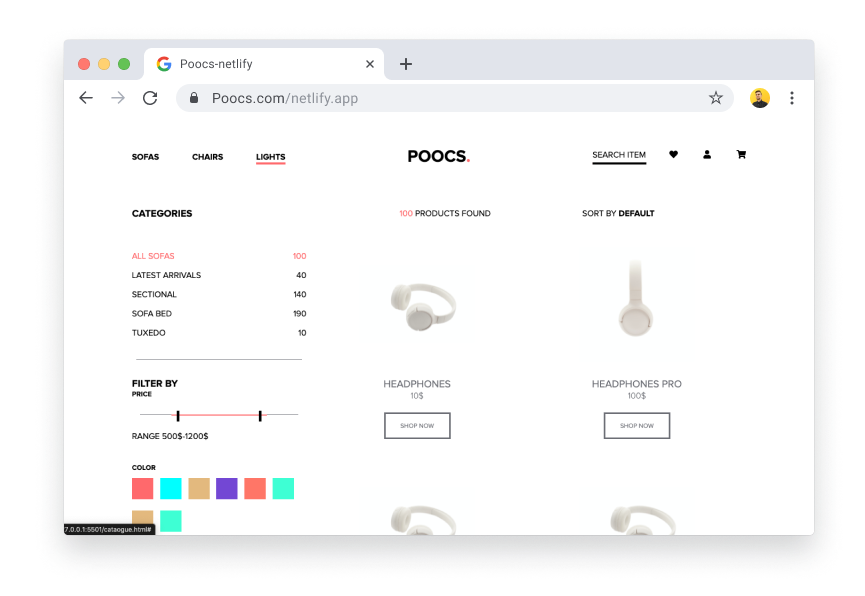 Poocs-netlify
Poocs.com/netlify.app
SOFAS CHAIRS LIGHTS POOCS. SEARCH ITEM
CATEGORIES 100 PRODUCTS FOUND SORT BY DEFAULT
ALL SOFAS 100
LATEST ARRIVALS 40
SECTIONAL 140
SOFA BED 190
TUXEDO 10
FILTER BY
PRICE
RANGE 500$-1200$
COLOR
HEADPHONES
10$
SHOP NOW
HEADPHONES PRO
100$
SHOP NOW
7.0.0.1:5501/cataogue.html#